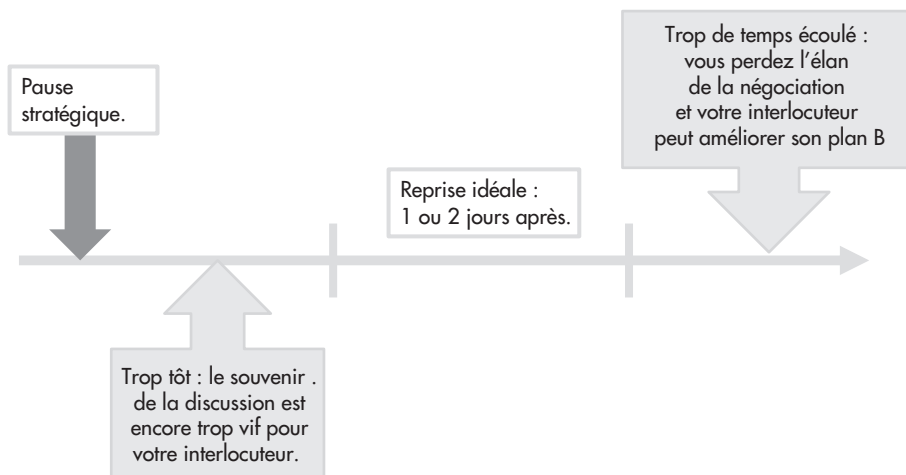 Pause
stratégique.
Trop de temps écoulé :
vous perdez l’élan
de la négociation
et votre interlocuteur
peut améliorer son plan B
Reprise idéale :
1 ou 2 jours après.
Trop tôt : le souvenir .
de la discussion est
encore trop vif pour
votre interlocuteur.